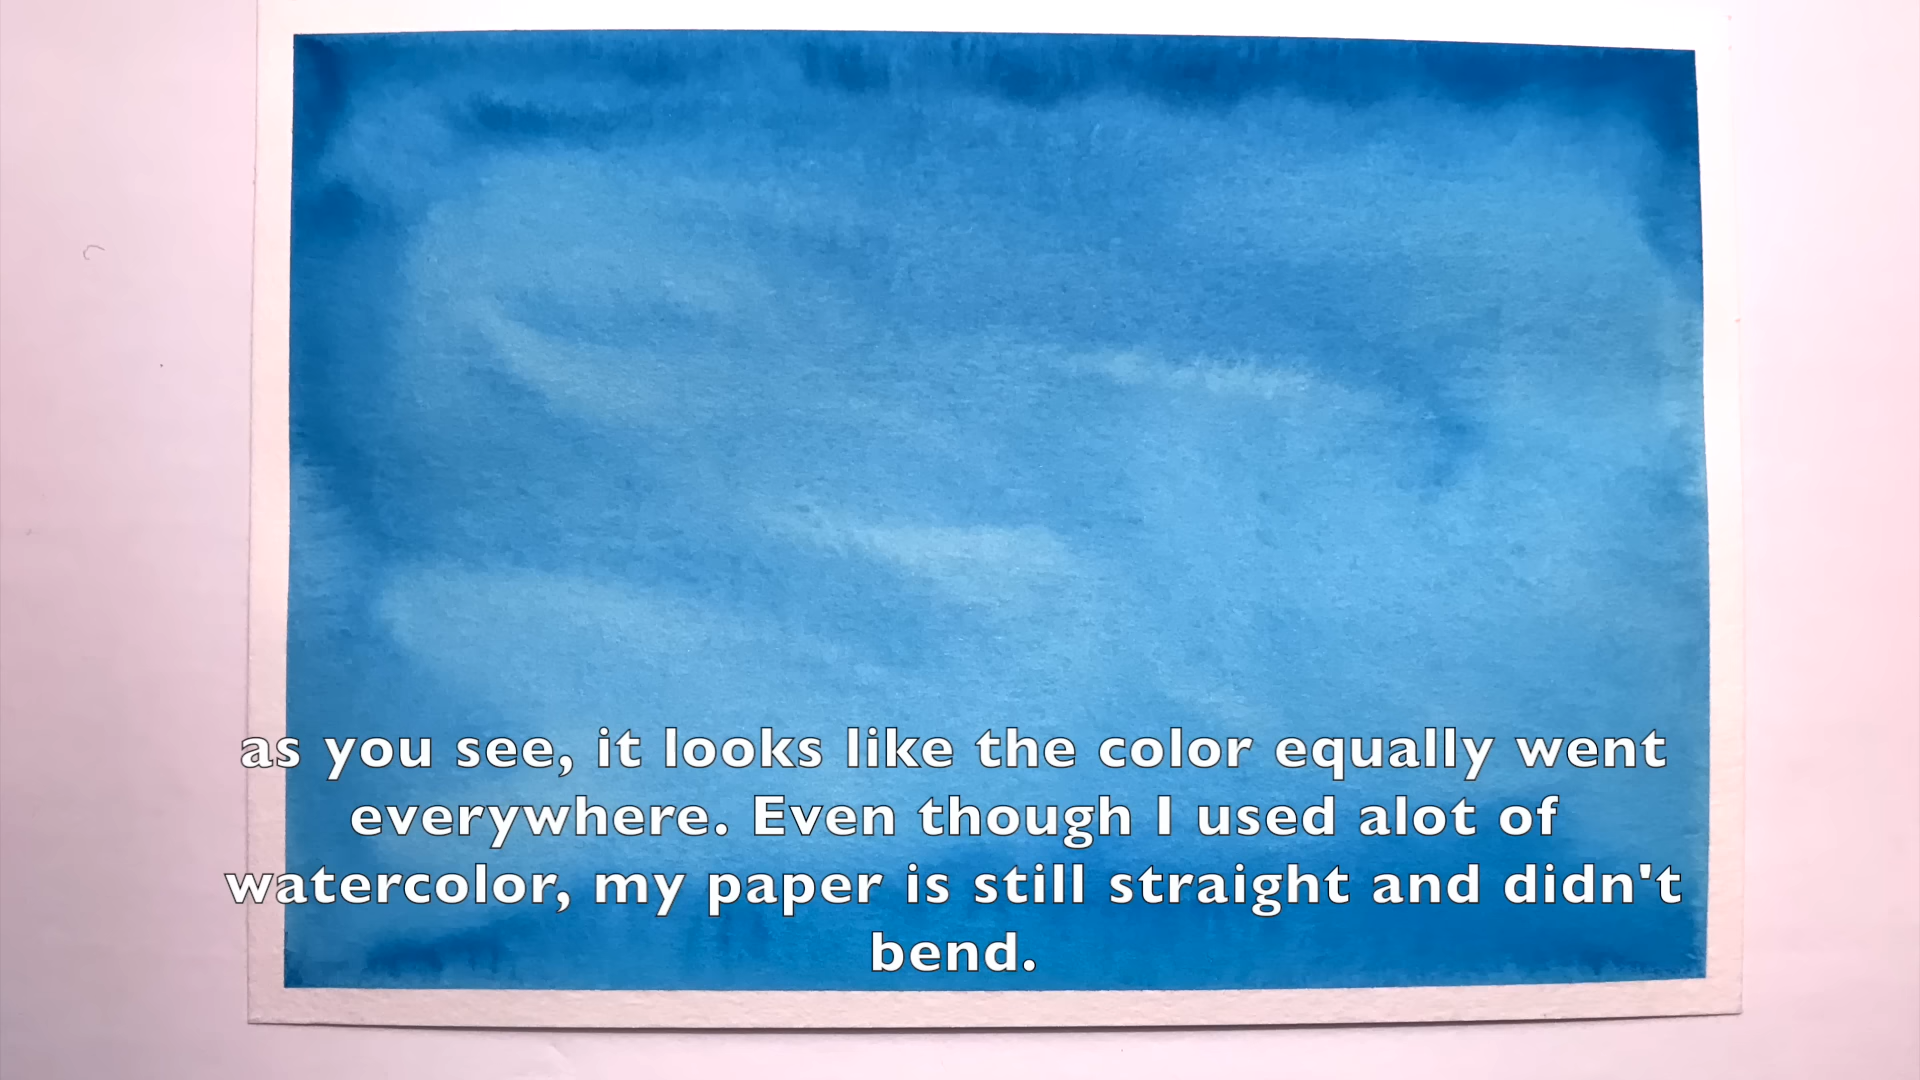 as you see, it looks like the color equally went
everywhere. Even though I used alot of
watercolor, my paper is still straight and didn't
bend.